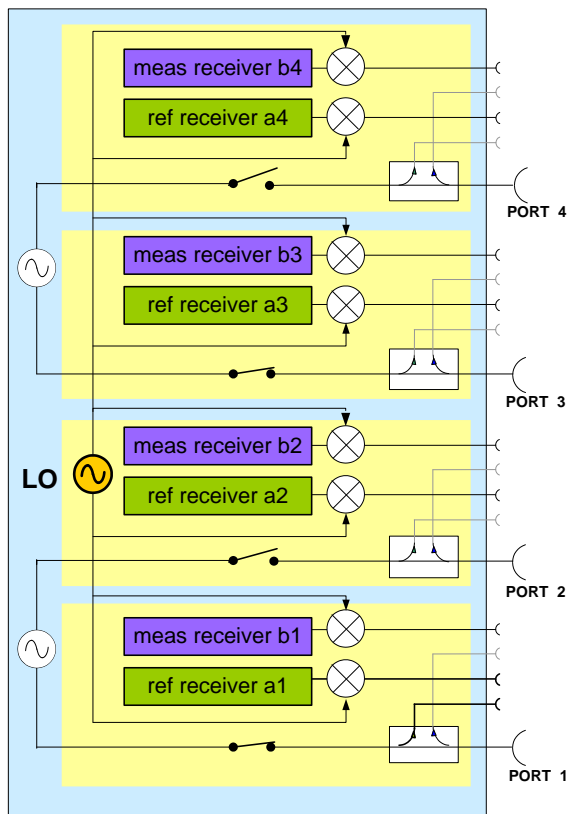 meas receiver b4
ref receiver a4
PORT 4
meas receiver b3
ref receiver a3
PORT 3
meas receiver b2
LO
ref receiver a2
PORT 2
meas receiver b1
ref receiver a1
PORT 1